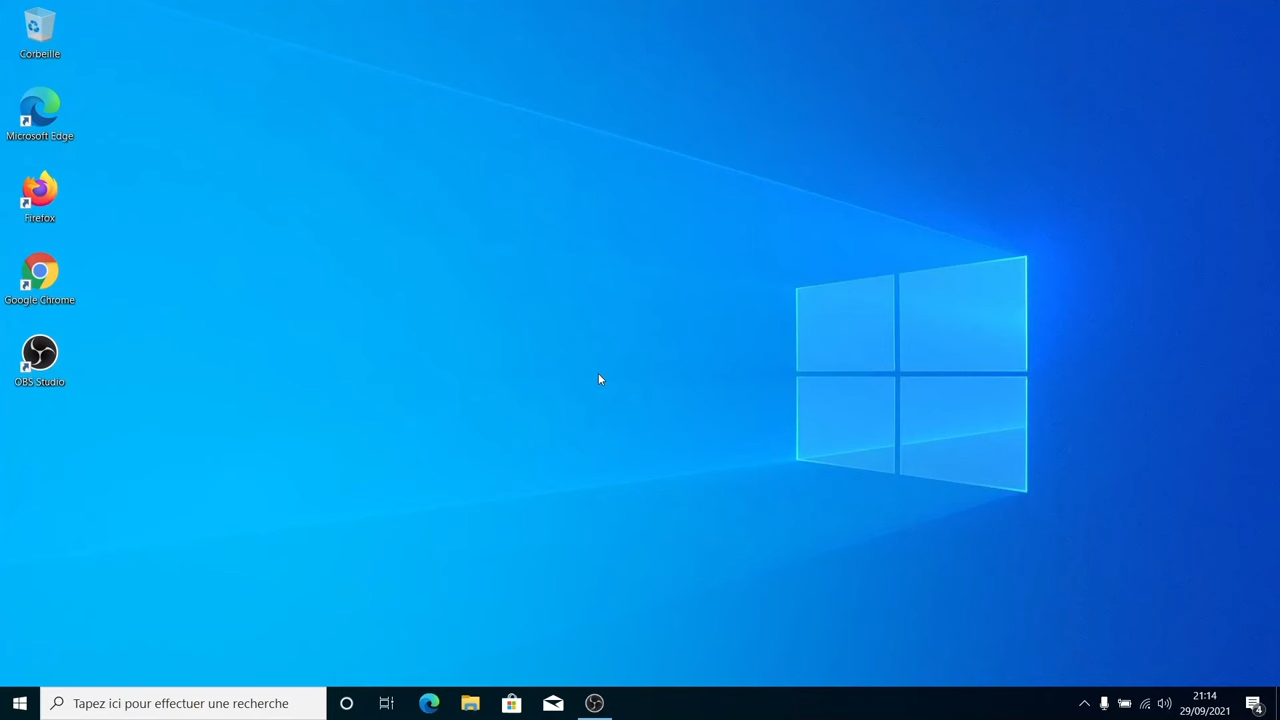 Corbeille
Microsoft Edge
Firefox
Google Chrome
OBS Studio
Tapez ici pour effectuer une recherche
21:14
29/09/2021
4